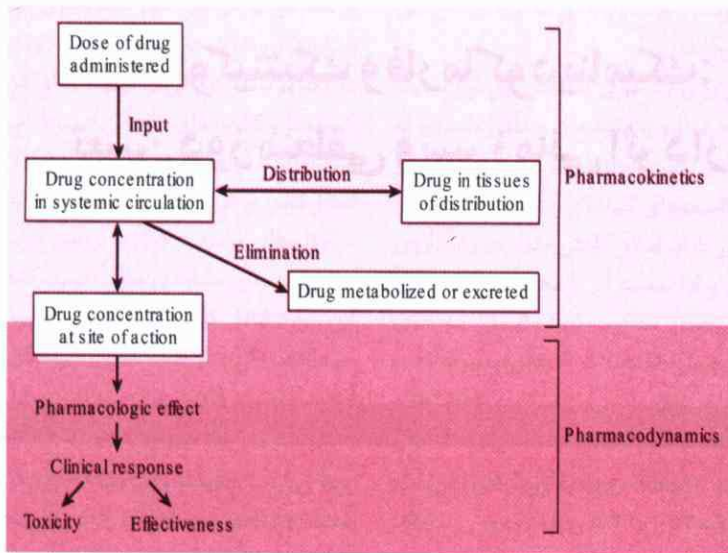 Dose of drug
administered
Input
Drug concentration
in systemic circulation
Distribution
Drug in tissues
of distribution
Pharmacokinetics
Elimination
Drug metabolized or excreted
Drug concentration
at site of action
Pharmacologic effect
Clinical response
Toxicity
Effectiveness
Pharmacodynamics